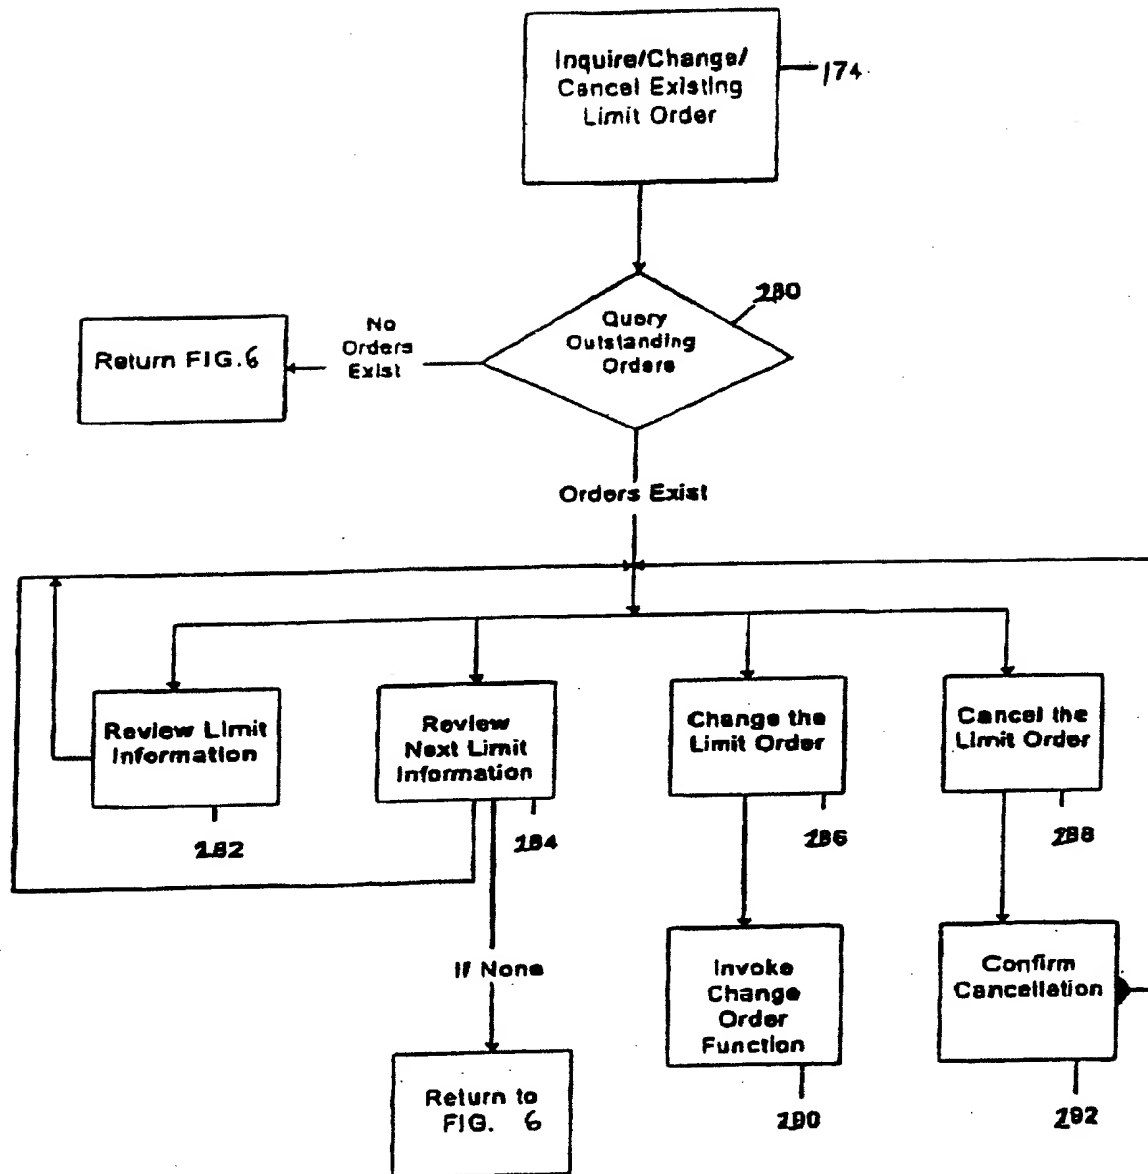 Inquire/Change/
Cancel Existing
Limit Order
174
280
Query
Outstanding
Orders
No
Orders
Exist
Return FIG.6
Orders Exist
Review Limit
Information
282
Review
Next Limit
Information
284
Change the
Limit Order
286
Cancel the
Limit Order
288
If None
Return to
FIG. 6
Invoke
Change
Order
Function
290
Confirm
Cancellation
292